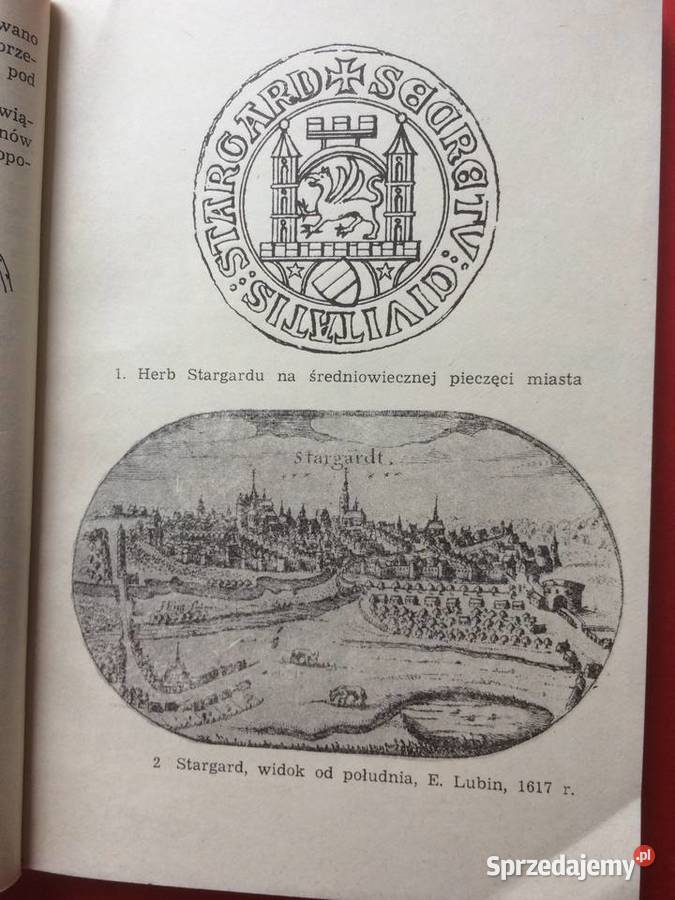 wano
orze-
pod
wią-
nów
opo-
✠ SECRETV : CIVITATIS : STARGARD
1. Herb Stargardu na średniowiecznej pieczęci miasta
Stargardt.
2 Stargard, widok od południa, E. Lubin, 1617 r.
Sprzedajemy.pl